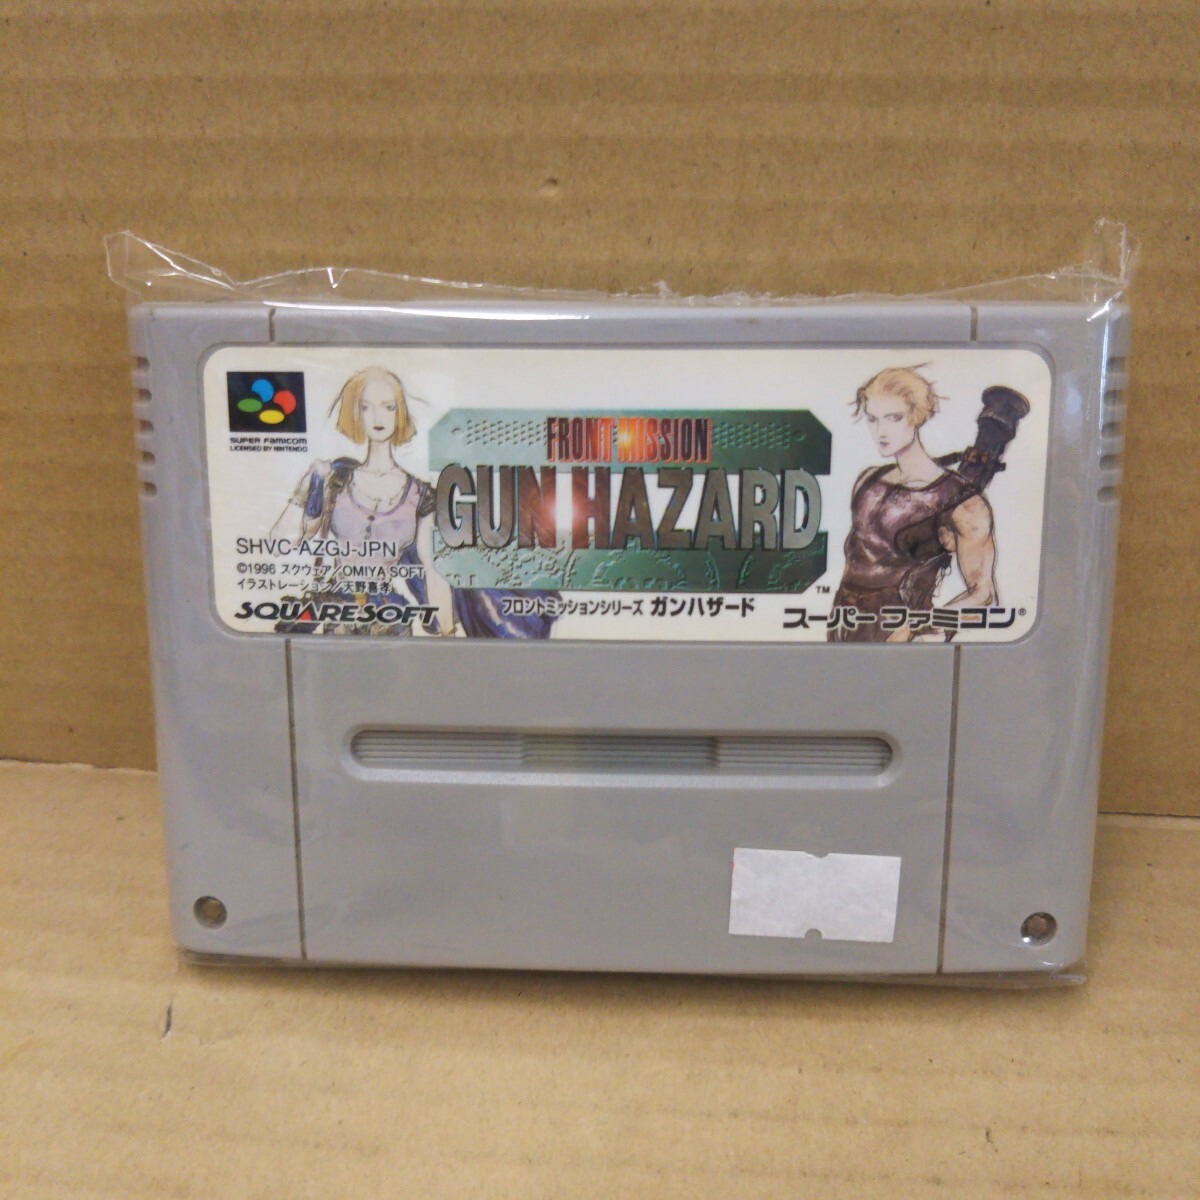 SUPER FAMICOM
LICENSED BY NINTENDO
FRONT MISSION
GUN HAZARD
TM
SHVC-AZGJ-JPN
©1996 スクウェア/OMIYA SOFT
イラストレーション/天野喜孝
SQUARESOFT
フロントミッションシリーズ ガンハザード
スーパーファミコン®